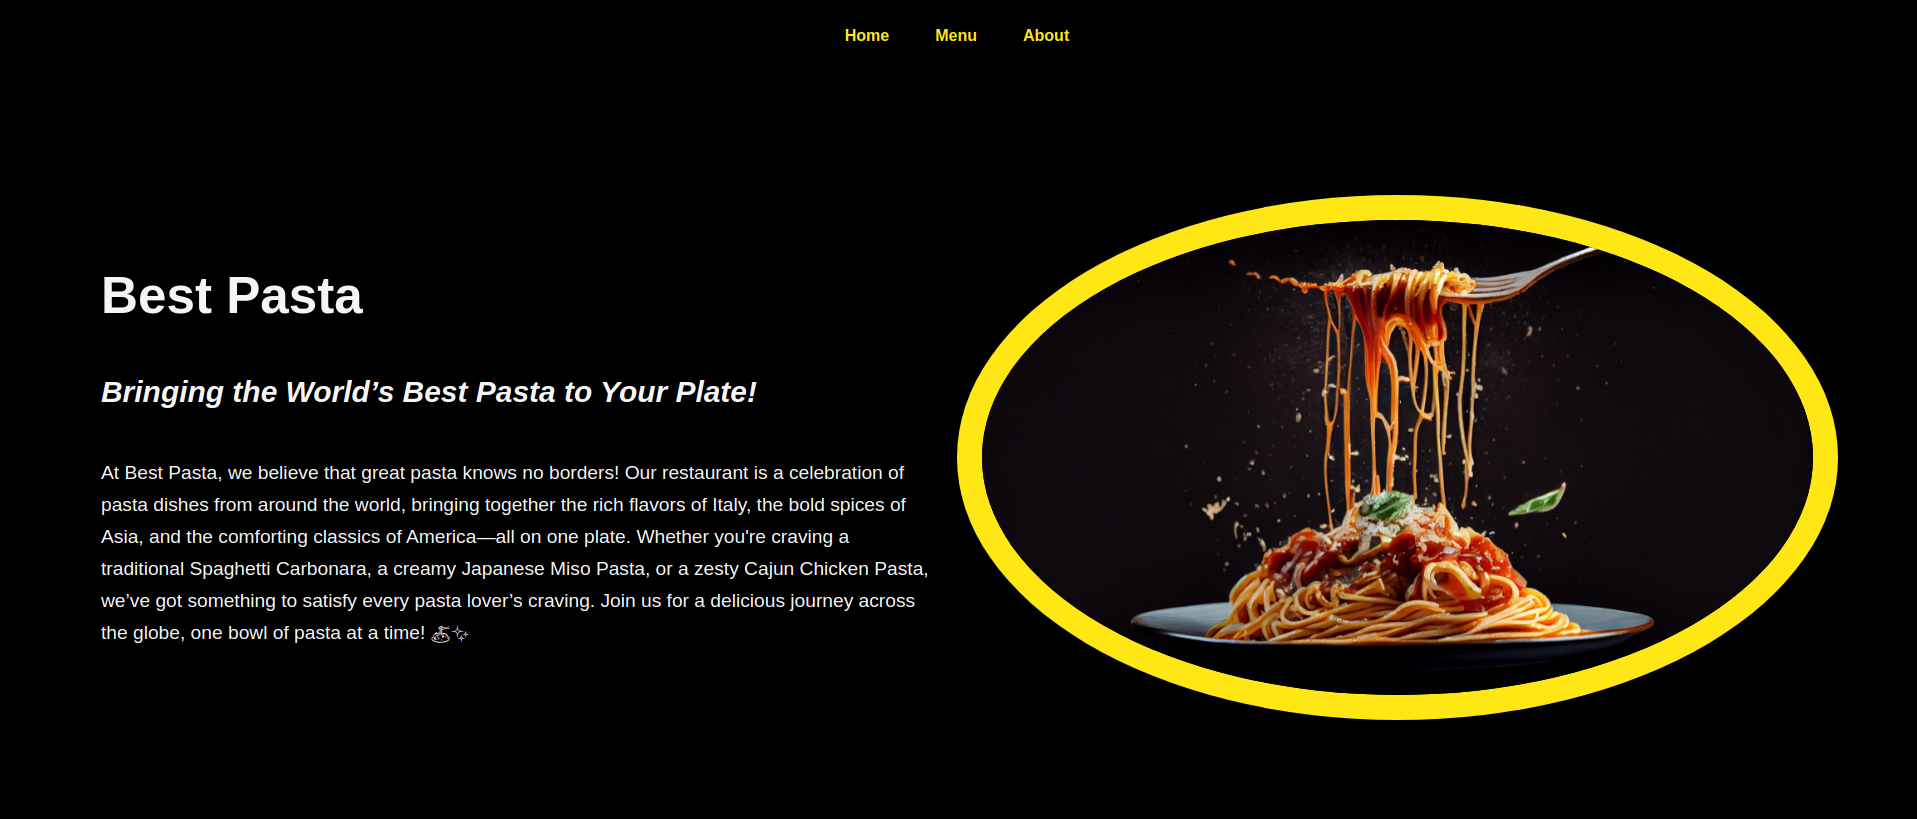 Home Menu About
Best Pasta
Bringing the World’s Best Pasta to Your Plate!
At Best Pasta, we believe that great pasta knows no borders! Our restaurant is a celebration of
pasta dishes from around the world, bringing together the rich flavors of Italy, the bold spices of
Asia, and the comforting classics of America—all on one plate. Whether you're craving a
traditional Spaghetti Carbonara, a creamy Japanese Miso Pasta, or a zesty Cajun Chicken Pasta,
we’ve got something to satisfy every pasta lover’s craving. Join us for a delicious journey across
the globe, one bowl of pasta at a time! 🍝✨